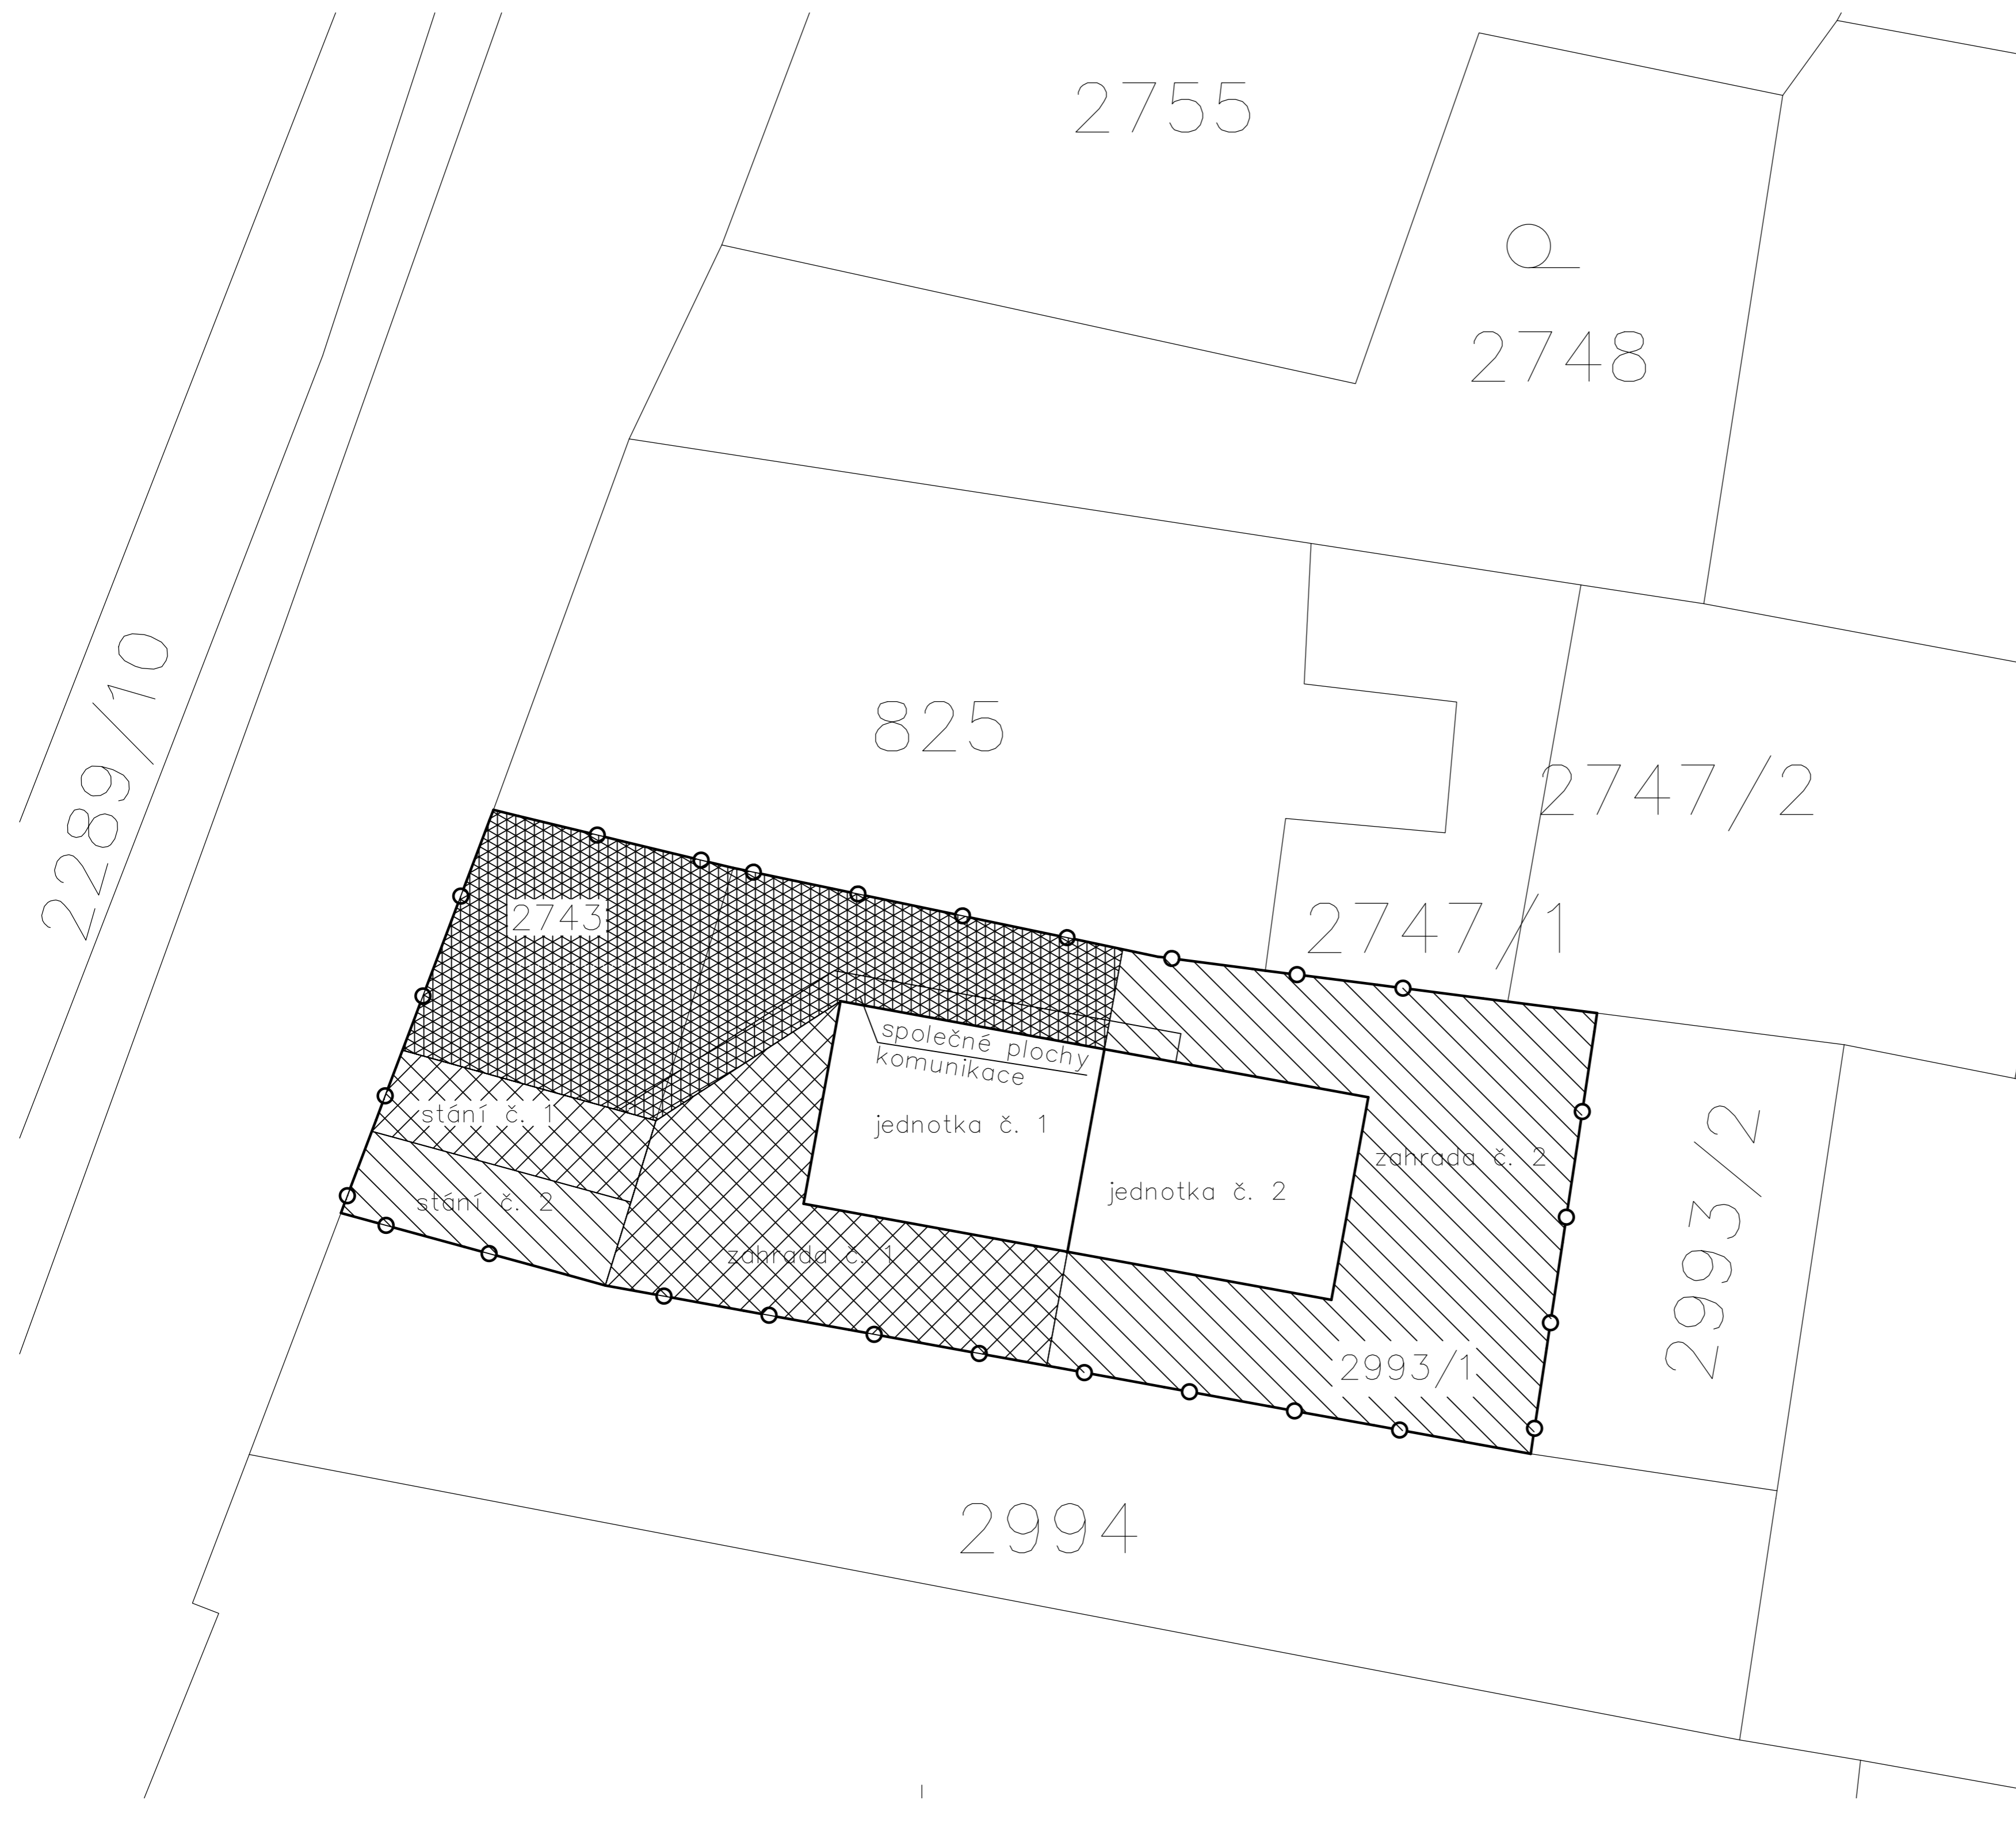 2755
2748
2289/10
825
2747/2
2743
2747/1
společné plochy
komunikace
stání č. 1
jednotka č. 1
zahrada č. 2
jednotka č. 2
stání č. 2
zahrada č. 1
2993/2
2993/1
2994